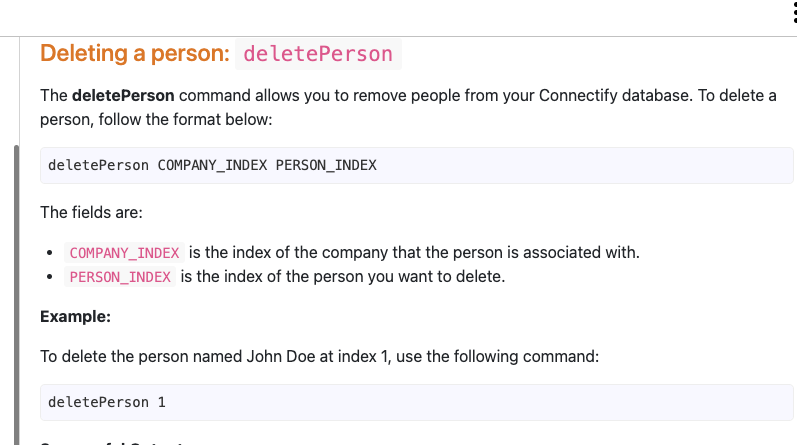 Deleting a person: deletePerson
The deletePerson command allows you to remove people from your Connectify database. To delete a
person, follow the format below:
deletePerson COMPANY_INDEX PERSON_INDEX
The fields are:
• COMPANY_INDEX is the index of the company that the person is associated with.
• PERSON_INDEX is the index of the person you want to delete.
Example:
To delete the person named John Doe at index 1, use the following command:
deletePerson 1